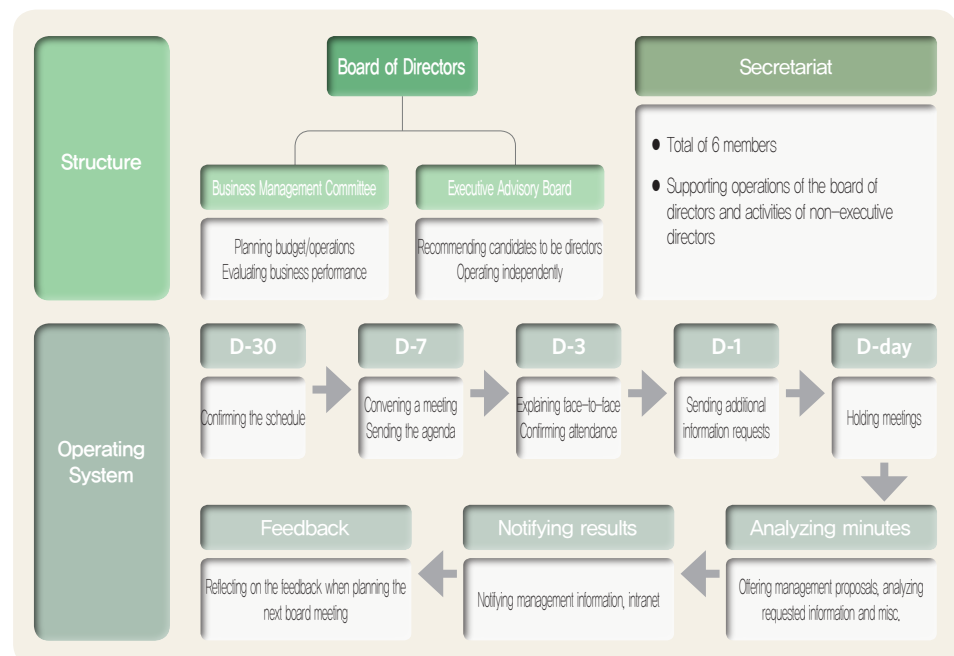 Structure
Board of Directors
Business Management Committee
Planning budget/operations
Evaluating business performance
Executive Advisory Board
Recommending candidates to be directors
Operating independently
Secretariat
● Total of 6 members
● Supporting operations of the board of
directors and activities of non-executive
directors
Operating
System
D-30
Confirming the schedule
D-7
Convening a meeting
Sending the agenda
D-3
Explaining face-to-face
Confirming attendance
D-1
Sending additional
information requests
D-day
Holding meetings
Analyzing minutes
Offering management proposals, analyzing
requested information and misc.
Notifying results
Notifying management information, intranet
Feedback
Reflecting on the feedback when planning the
next board meeting